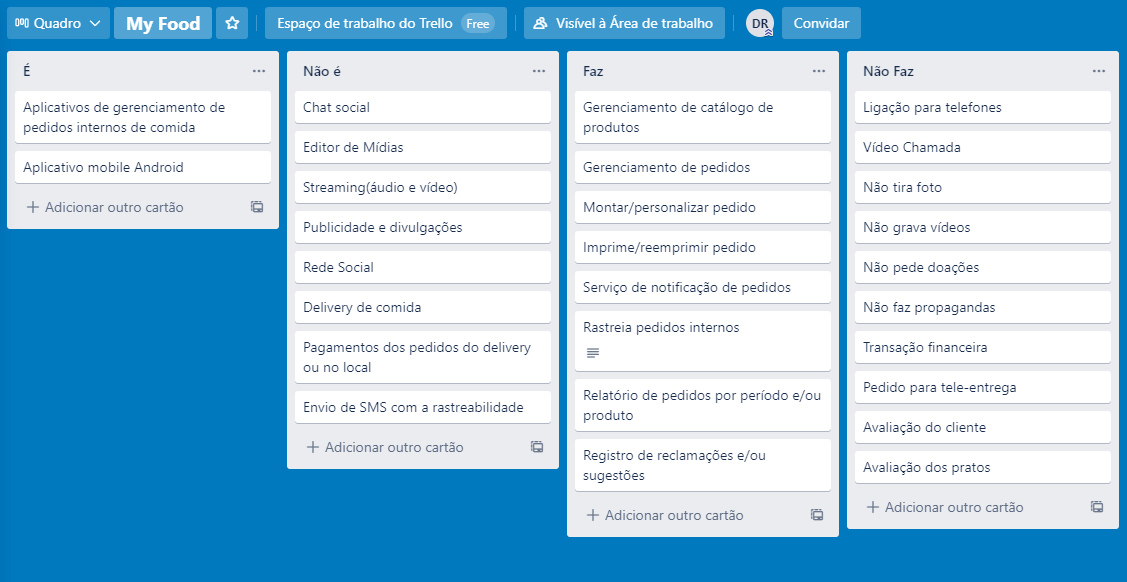 Quadro
My Food
Espaço de trabalho do Trello Free
Visível à Área de trabalho
DR
Convidar
É
Aplicativos de gerenciamento de
pedidos internos de comida
Aplicativo mobile Android
Adicionar outro cartão
Não é
Chat social
Editor de Mídias
Streaming(áudio e vídeo)
Publicidade e divulgações
Rede Social
Delivery de comida
Pagamentos dos pedidos do delivery
ou no local
Envio de SMS com a rastreabilidade
Adicionar outro cartão
Faz
Gerenciamento de catálogo de
produtos
Gerenciamento de pedidos
Montar/personalizar pedido
Imprime/reemprimir pedido
Serviço de notificação de pedidos
Rastreia pedidos internos
Relatório de pedidos por período e/ou
produto
Registro de reclamações e/ou
sugestões
Adicionar outro cartão
Não Faz
Ligação para telefones
Vídeo Chamada
Não tira foto
Não grava vídeos
Não pede doações
Não faz propagandas
Transação financeira
Pedido para tele-entrega
Avaliação do cliente
Avaliação dos pratos
Adicionar outro cartão